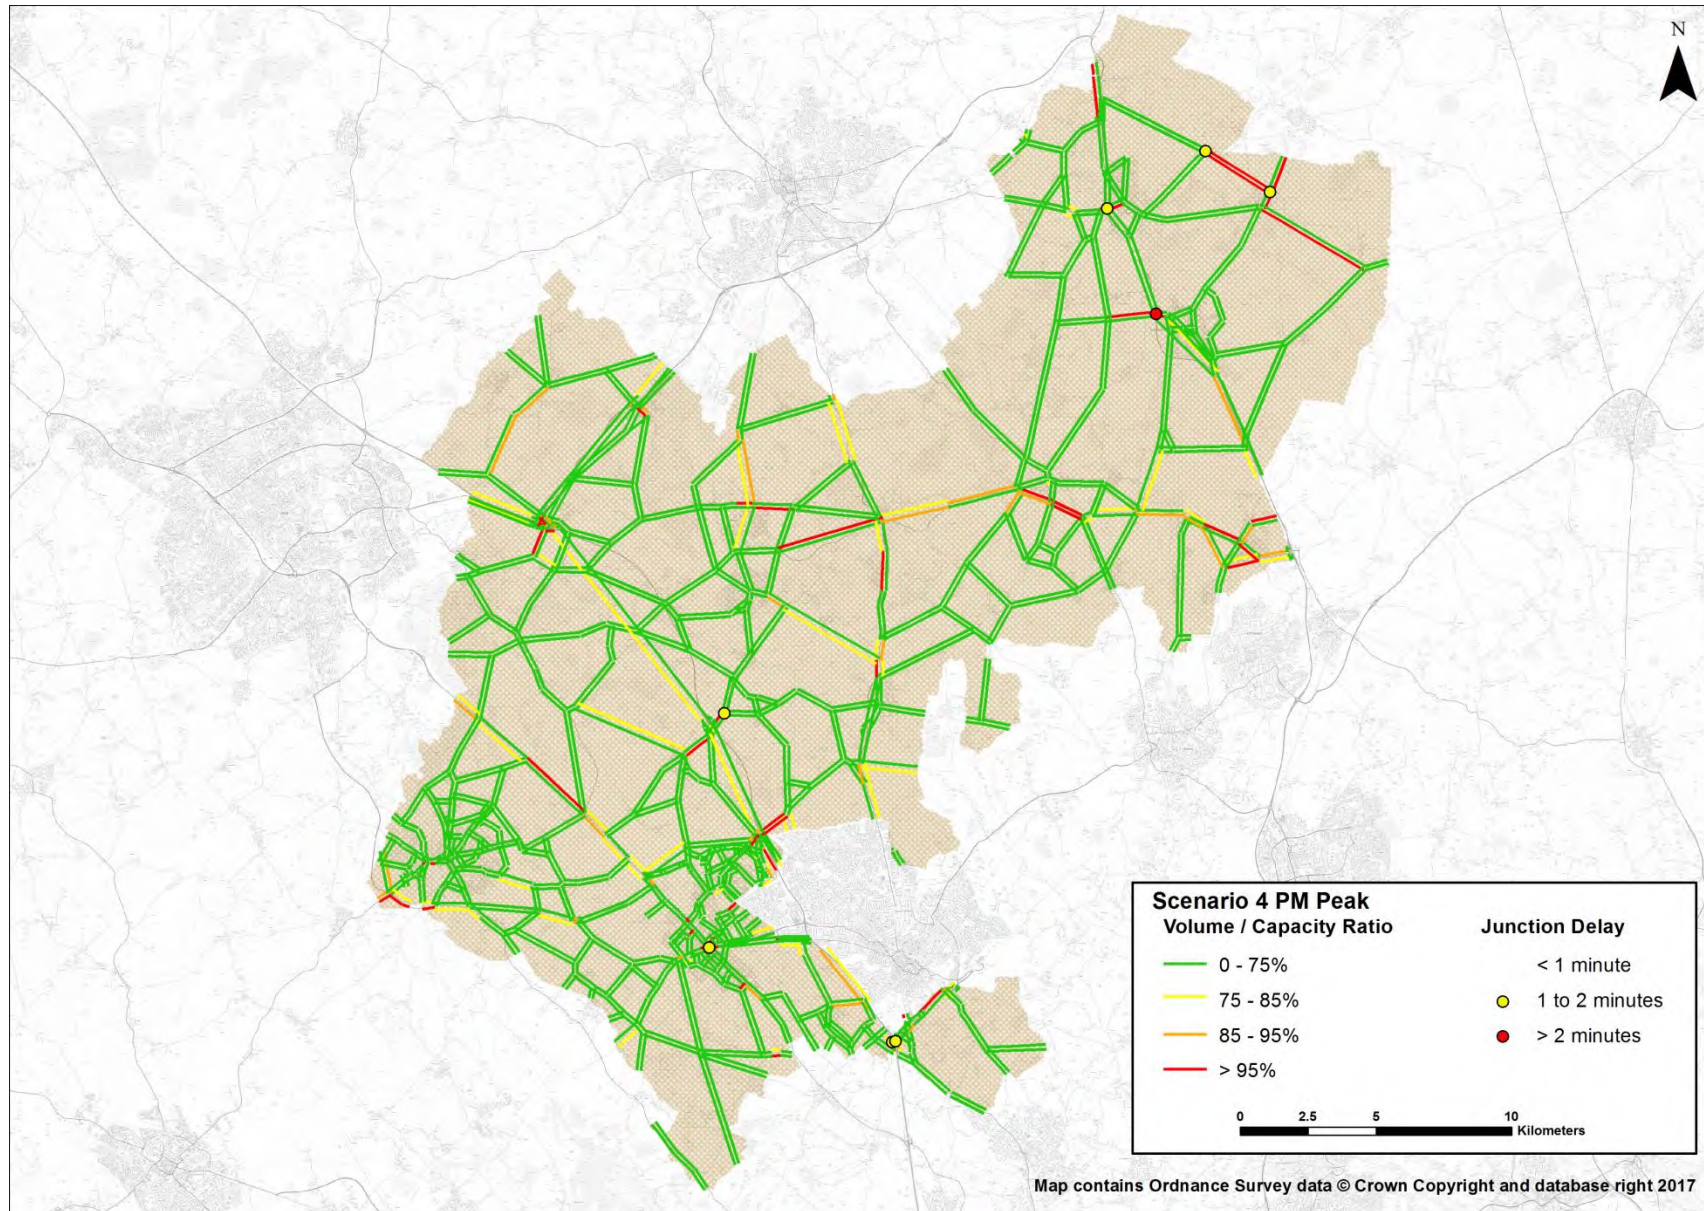 N
Scenario 4 PM Peak
Volume / Capacity Ratio
Junction Delay
0 - 75%
< 1 minute
75 - 85%
1 to 2 minutes
85 - 95%
> 2 minutes
> 95%
0 2.5 5 10
Kilometers
Map contains Ordnance Survey data © Crown Copyright and database right 2017